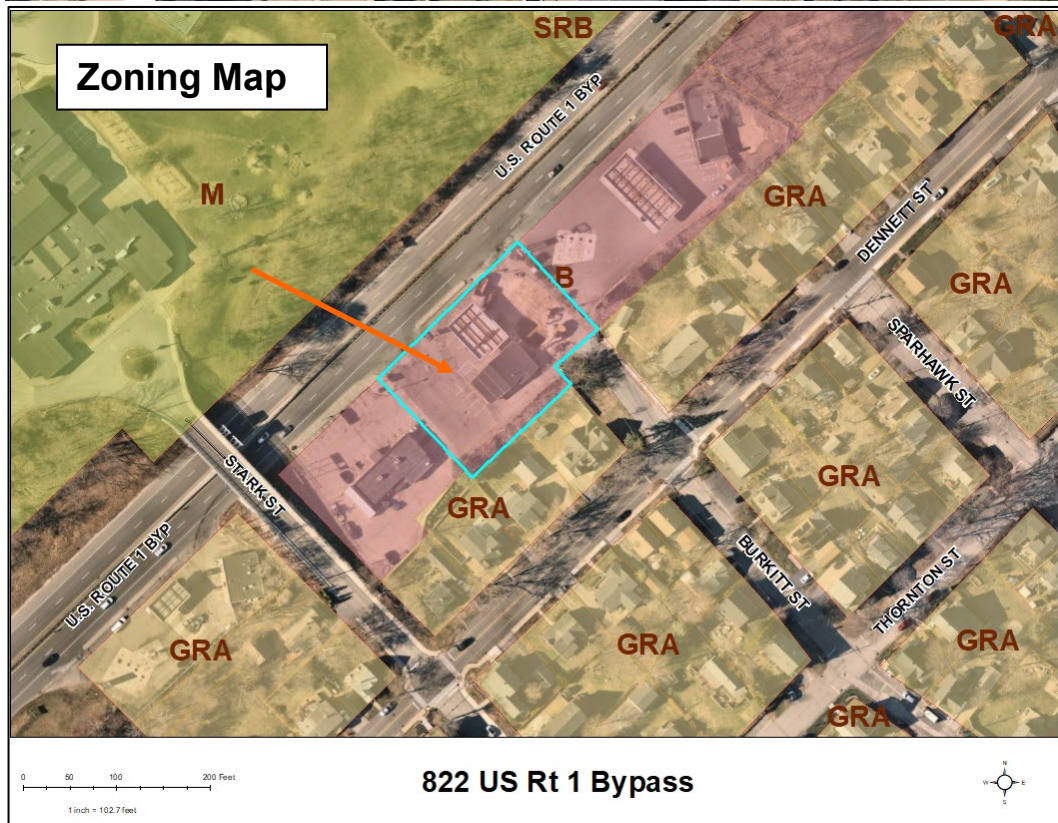 SRB
GRA
Zoning Map
U.S. ROUTE 1 BYP
M
GRA
DENNETT ST
B
GRA
SPARHAWK ST
STARK ST
GRA
GRA
U.S. ROUTE 1 BYP
BURKITT ST
THORNTON ST
GRA
GRA
GRA
GRA
0 50 100 200 Feet
1 inch = 102.7 feet
822 US Rt 1 Bypass
N
W E
S